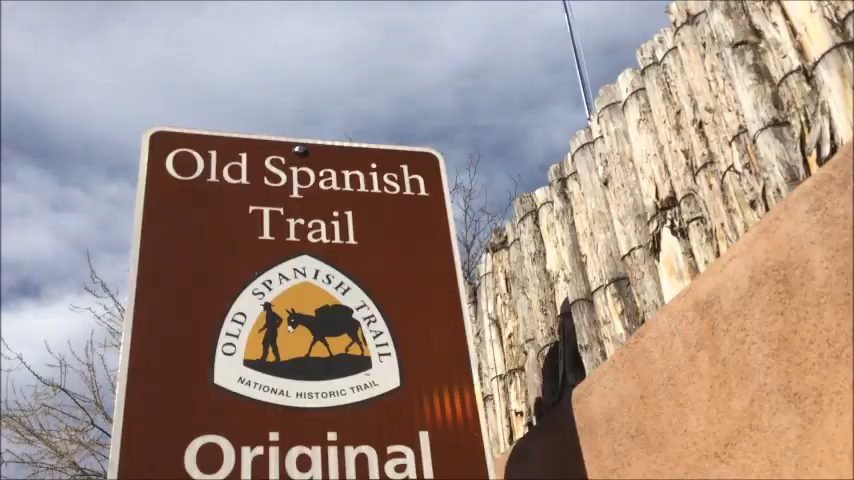 Old Spanish
Trail
OLD SPANISH TRAIL
NATIONAL HISTORIC TRAIL
Original